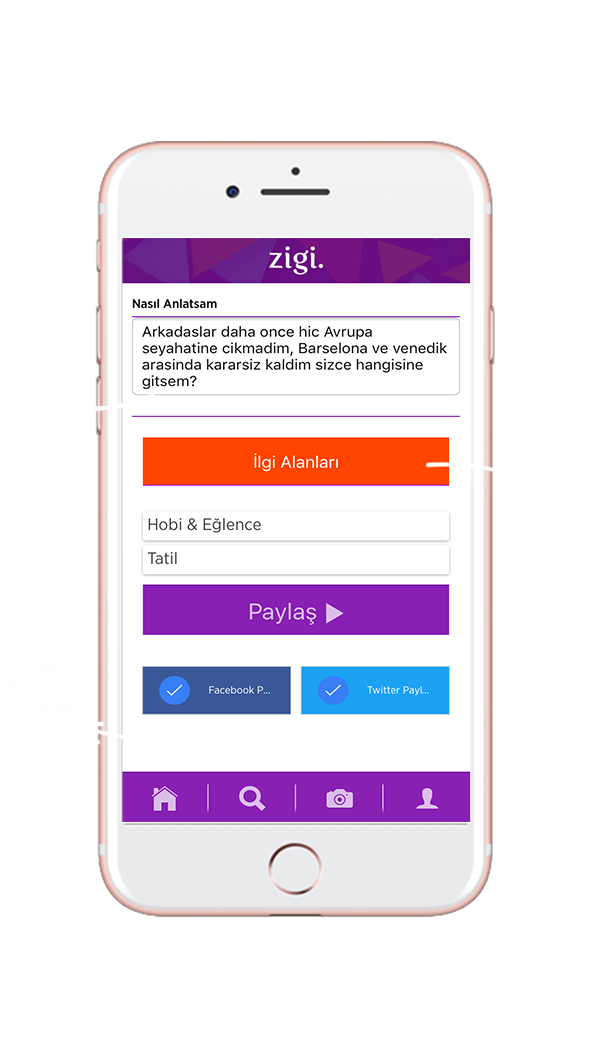 zigi.
Nasıl Anlatsam
Arkadaslar daha once hic Avrupa
seyahatine cikmadim, Barselona ve venedik
arasinda kararsiz kaldim sizce hangisine
gitsem?
İlgi Alanları
Hobi & Eğlence
Tatil
Paylaş
Facebook P...
Twitter Payl...